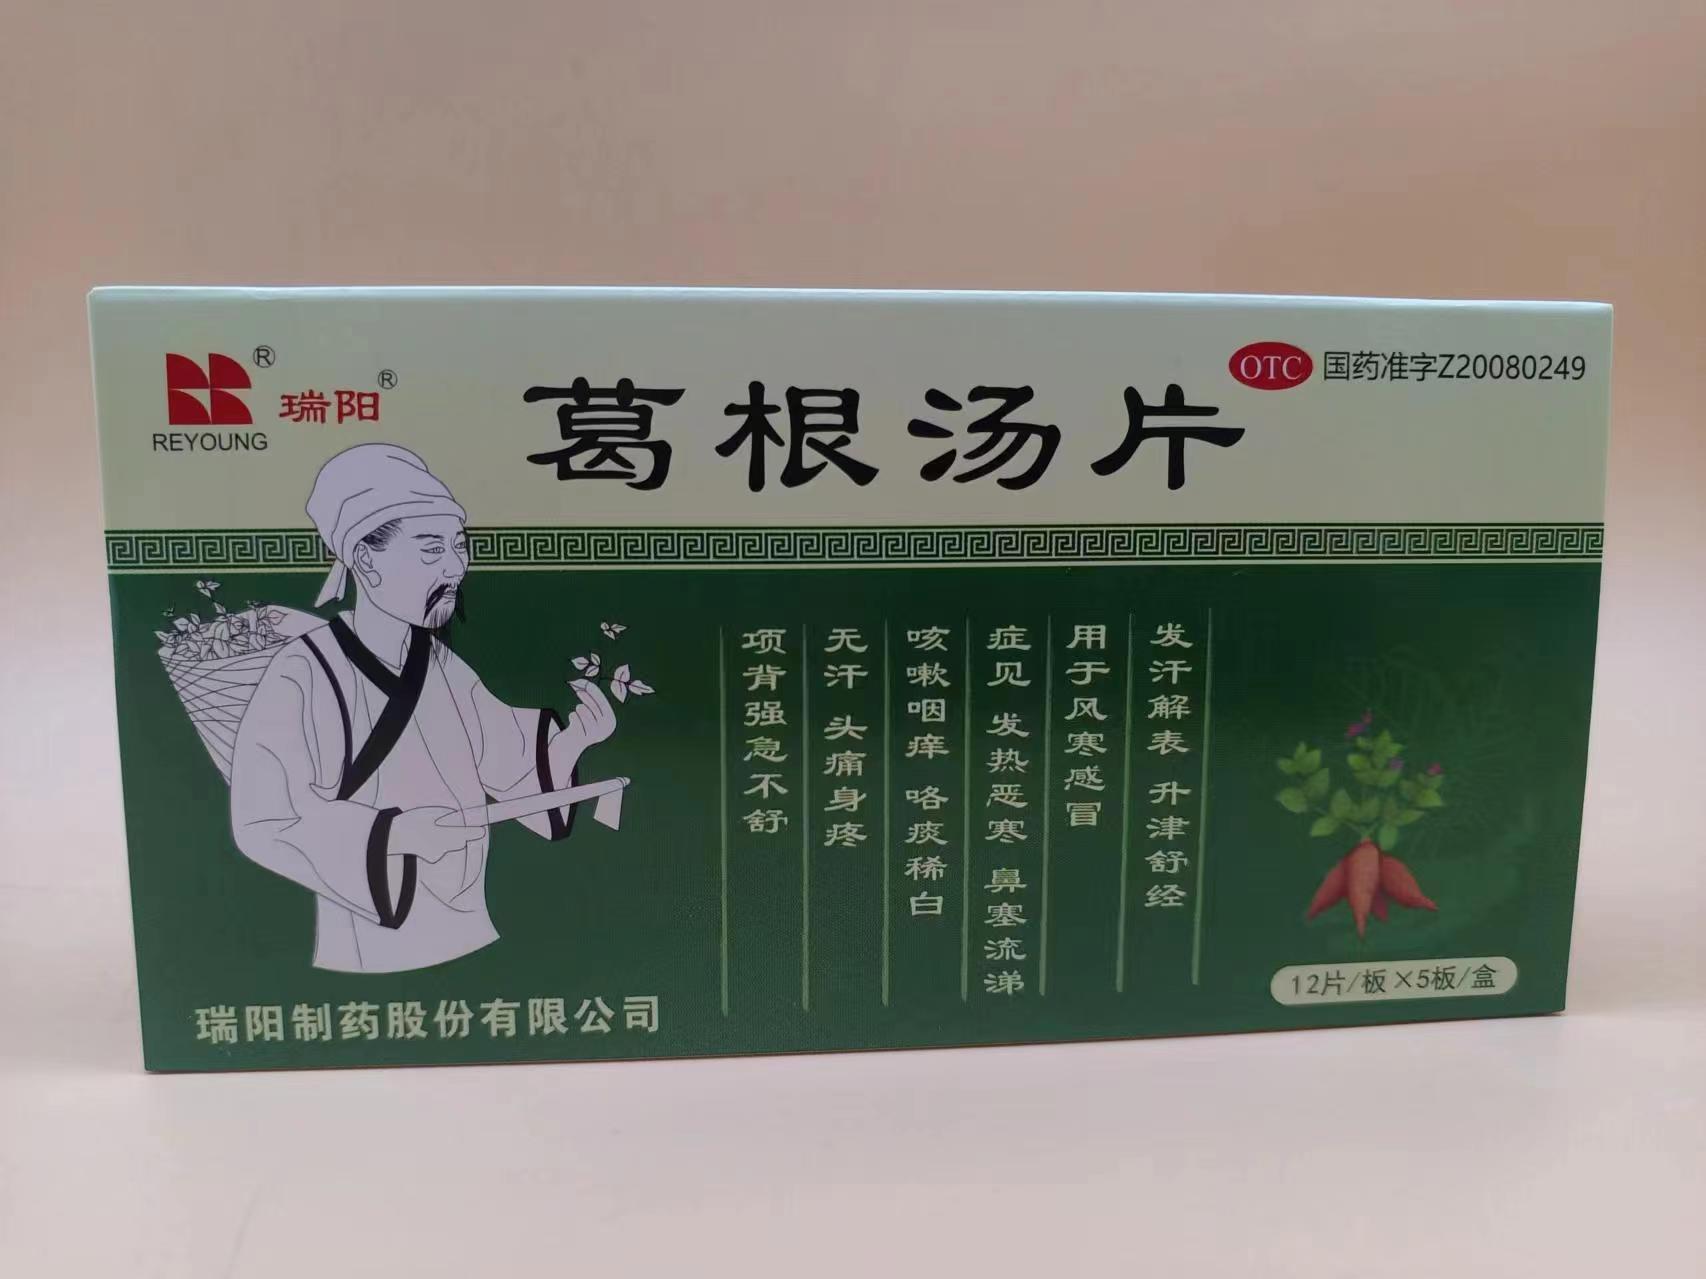 REYOUNG
瑞阳
葛根汤片
OTC 国药准字Z20080249
发汗解表 升津舒经
用于风寒感冒
症见 发热恶寒 鼻塞流涕
咳嗽咽痒 咯痰稀白
无汗 头痛身疼
项背强急不舒
12片/板×5板/盒
瑞阳制药股份有限公司